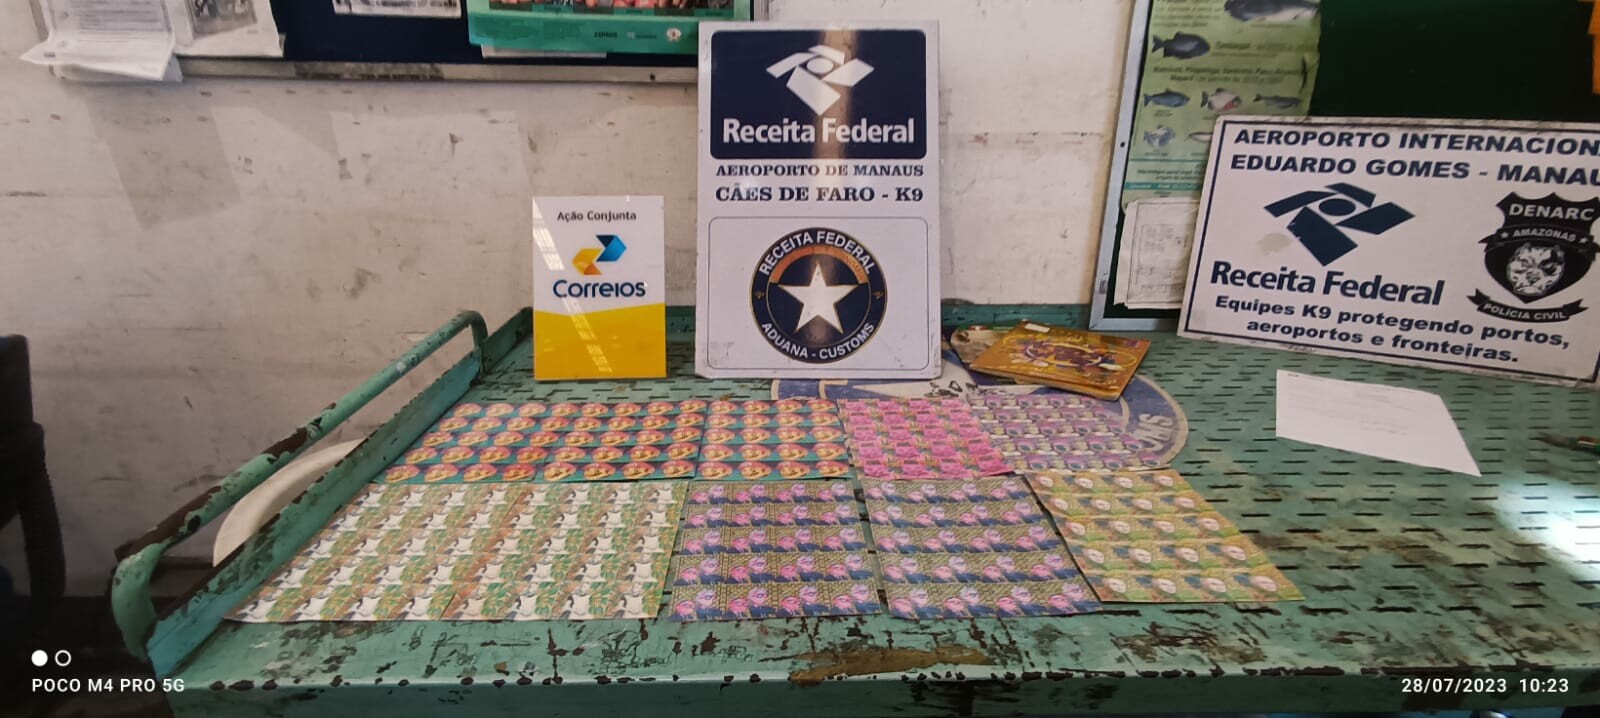 Ação Conjunta
Correios
Receita Federal
AEROPORTO DE MANAUS
CÃES DE FARO - K9
RECEITA FEDERAL
ADUANA - CUSTOMS
AEROPORTO INTERNACION
EDUARDO GOMES - MANAU
Receita Federal
DENARC
AMAZONAS
POLÍCIA CIVIL
Equipes K9 protegendo portos,
aeroportos e fronteiras.
POCO M4 PRO 5G
28/07/2023 10:23